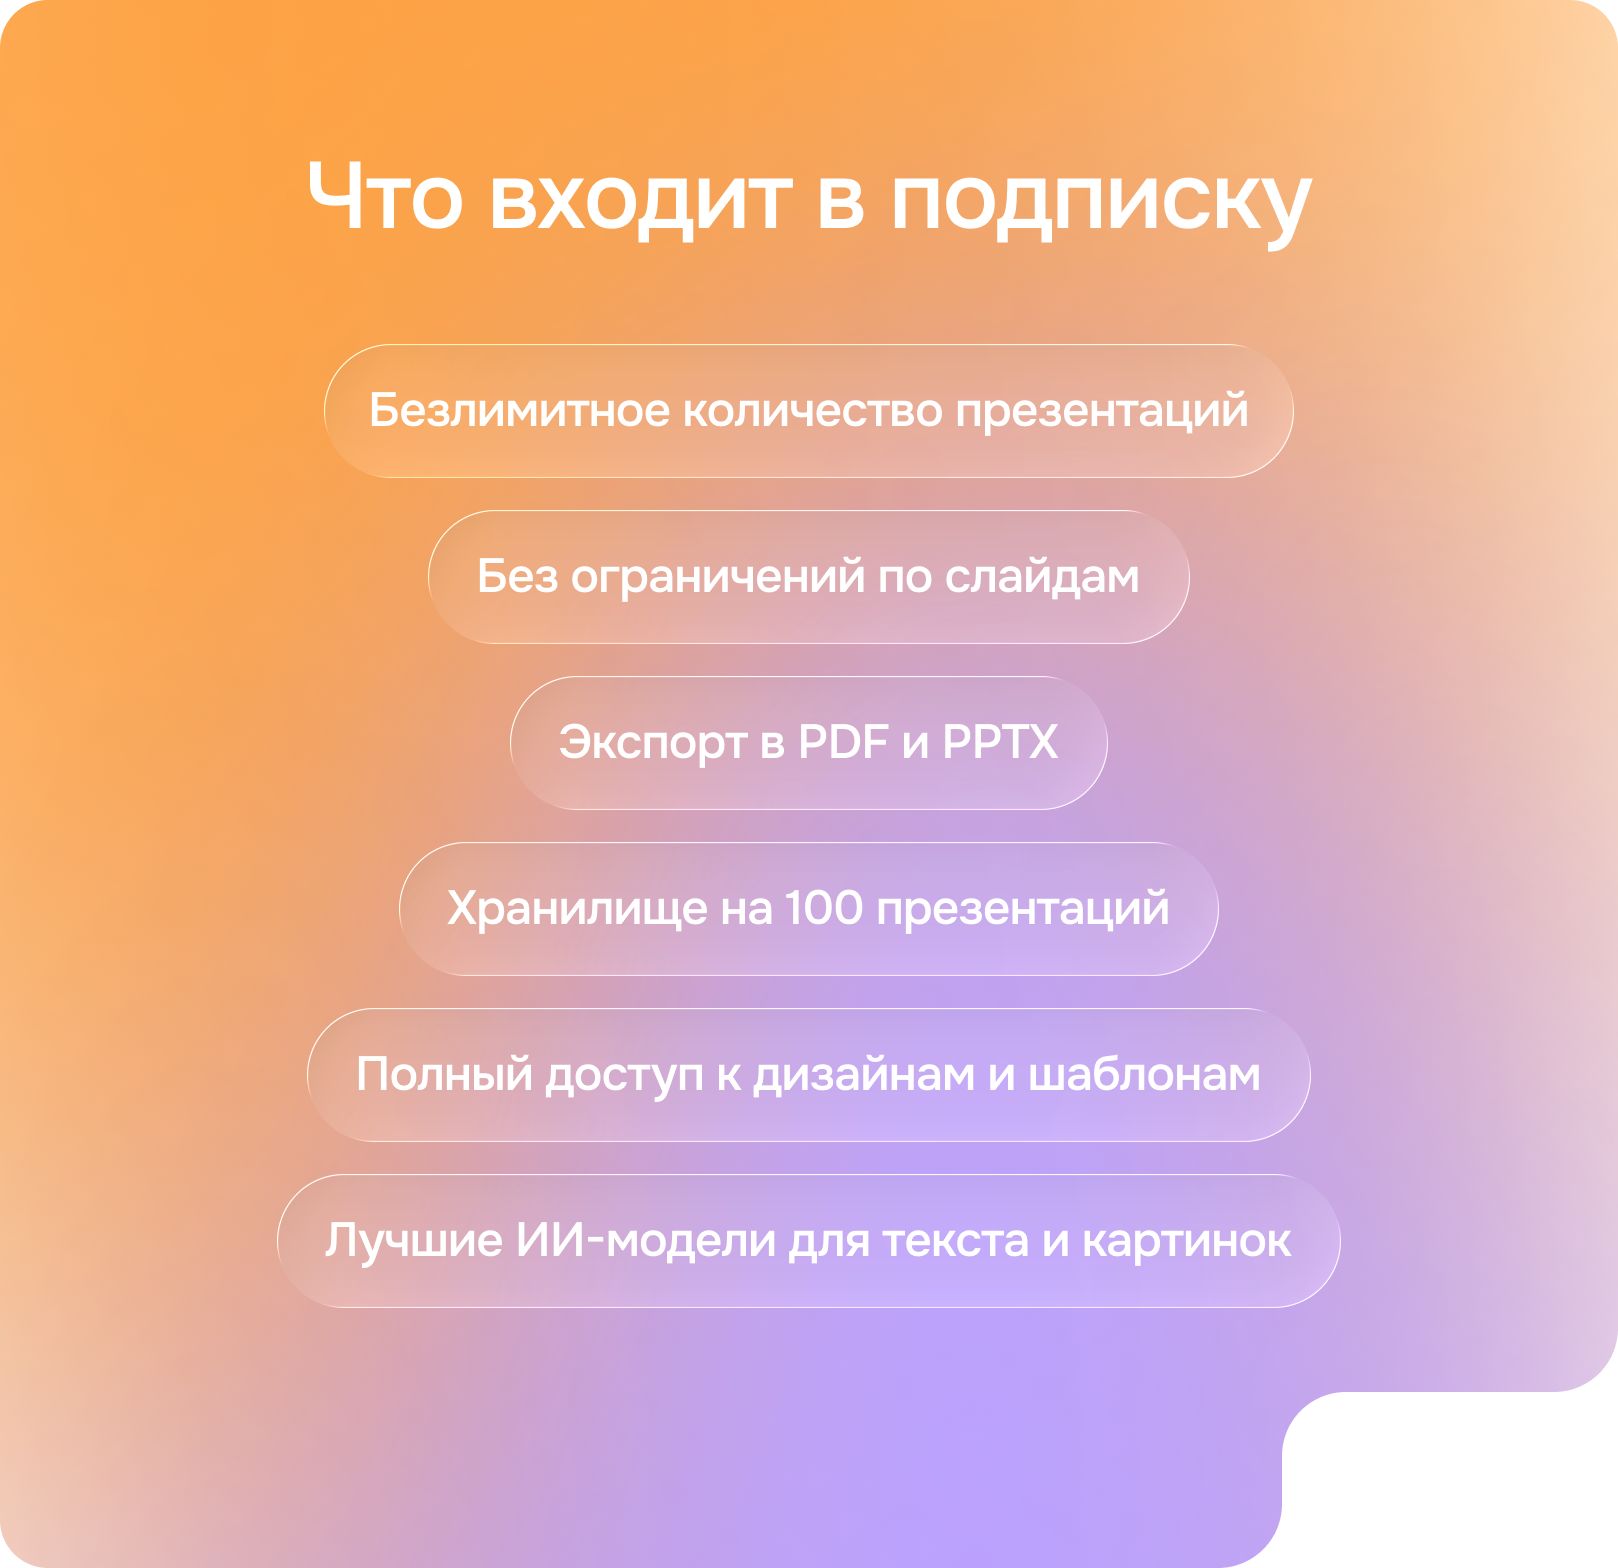 Что входит в подписку
Безлимитное количество презентаций
Без ограничений по слайдам
Экспорт в PDF и PPTX
Хранилище на 100 презентаций
Полный доступ к дизайнам и шаблонам
Лучшие ИИ-модели для текста и картинок